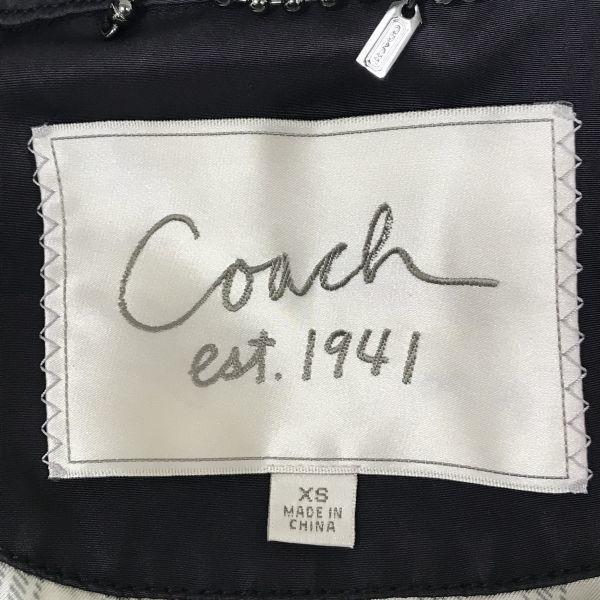 COACH
Coach
est. 1941
XS
MADE IN
CHINA